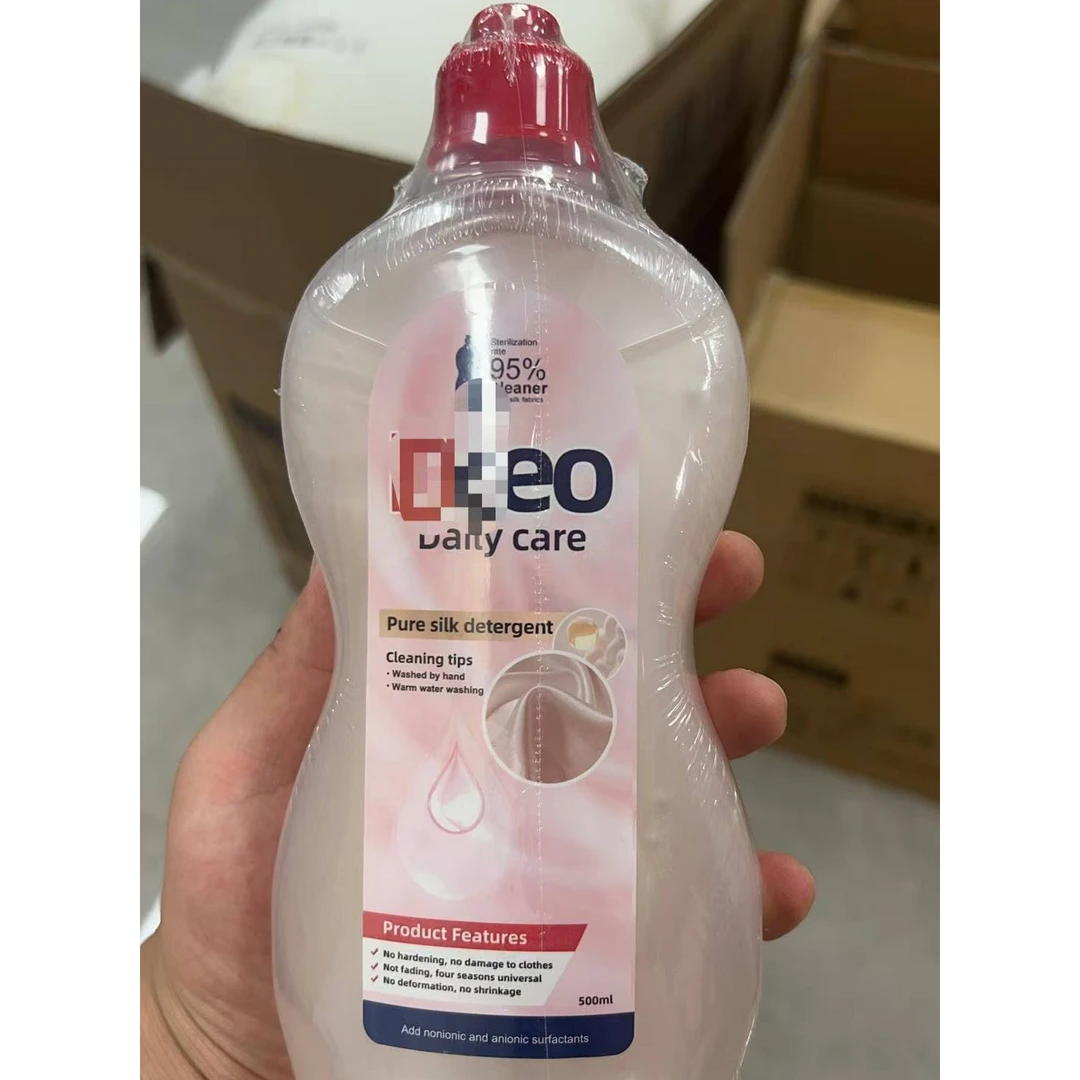 Sterilization
rate
95%
cleaner
silk fabrics
eo
Daily care
Pure silk detergent
Cleaning tips
· Washed by hand
· Warm water washing
Product Features
✓ No hardening, no damage to clothes
✓ Not fading, four seasons universal
✓ No deformation, no shrinkage
500ml
Add nonionic and anionic surfactants